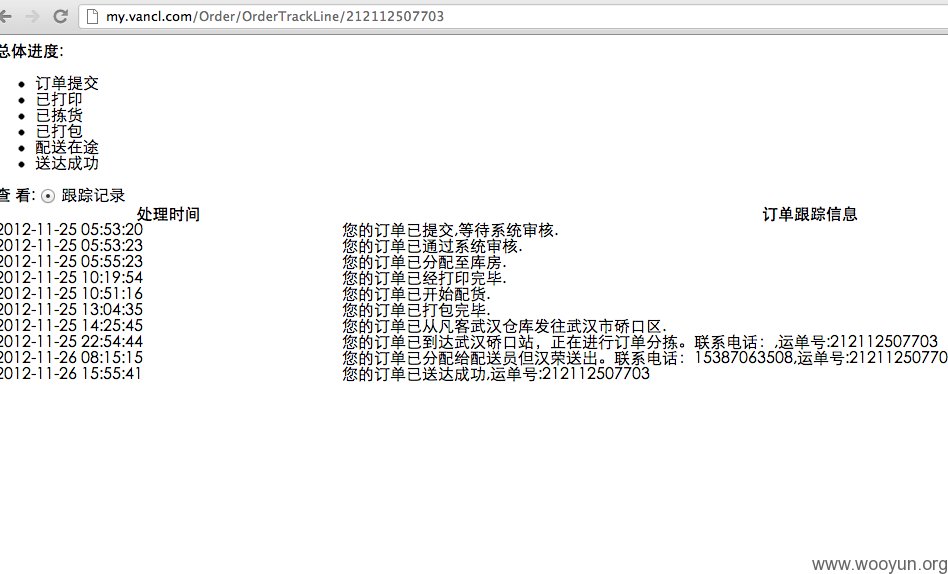 my.vancl.com/Order/OrderTrackLine/212112507703
总体进度:
订单提交
已打印
已拣货
已打包
配送在途
送达成功
查 看: 跟踪记录
处理时间 订单跟踪信息
2012-11-25 05:53:20 您的订单已提交,等待系统审核.
2012-11-25 05:53:23 您的订单已通过系统审核.
2012-11-25 05:55:23 您的订单已分配至库房.
2012-11-25 10:19:54 您的订单已经打印完毕.
2012-11-25 10:51:16 您的订单已开始配货.
2012-11-25 13:04:35 您的订单已打包完毕.
2012-11-25 14:25:45 您的订单已从凡客武汉仓库发往武汉市硚口区.
2012-11-25 22:54:44 您的订单已到达武汉硚口站，正在进行订单分拣。联系电话：,运单号:212112507703
2012-11-26 08:15:15 您的订单已分配给配送员但汉荣送出。联系电话：15387063508,运单号:21211250770
2012-11-26 15:55:41 您的订单已送达成功,运单号:212112507703
www.wooyun.org